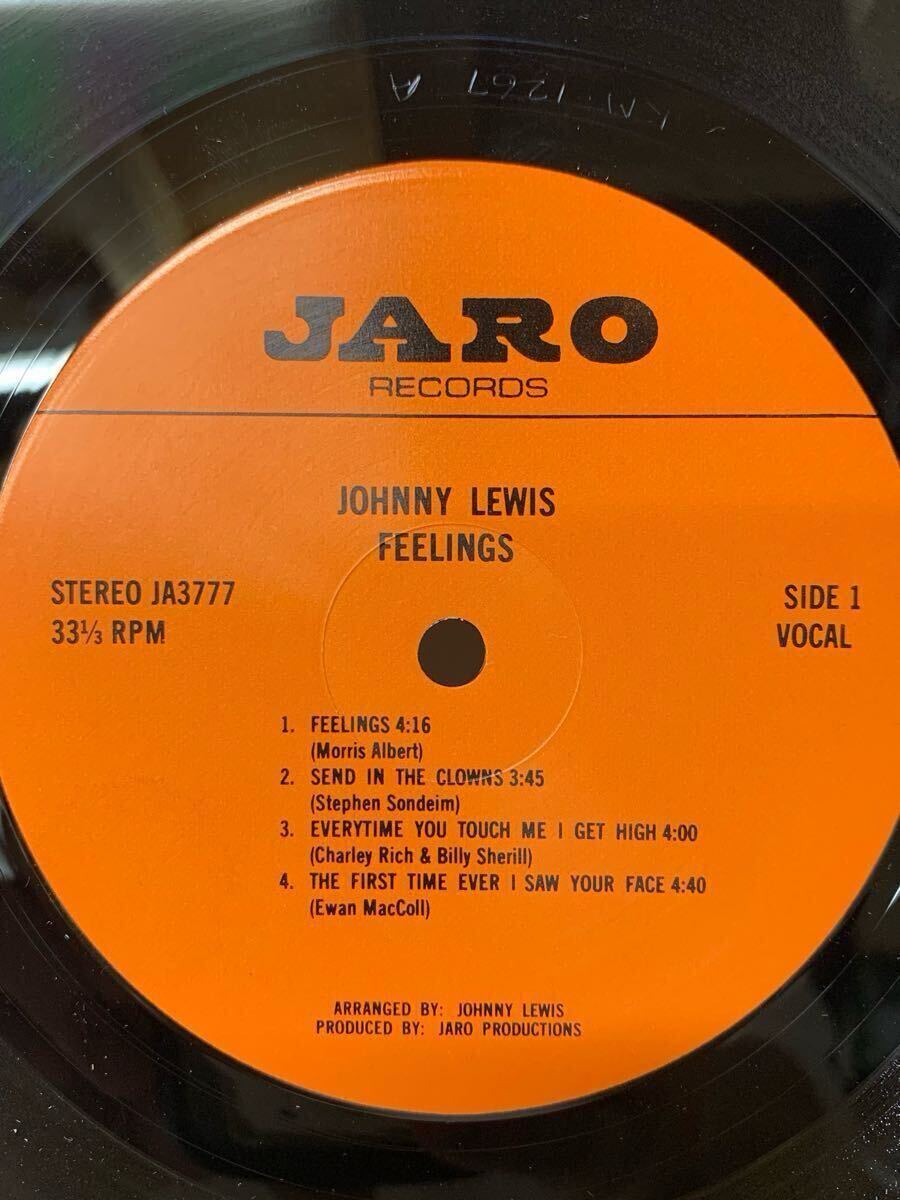 KM 1267 A
JARO
RECORDS
JOHNNY LEWIS
FEELINGS
STEREO JA3777
33⅓ RPM
SIDE 1
VOCAL
1. FEELINGS 4:16
(Morris Albert)
2. SEND IN THE CLOWNS 3:45
(Stephen Sondeim)
3. EVERYTIME YOU TOUCH ME I GET HIGH 4:00
(Charley Rich & Billy Sherill)
4. THE FIRST TIME EVER I SAW YOUR FACE 4:40
(Ewan MacColl)
ARRANGED BY: JOHNNY LEWIS
PRODUCED BY: JARO PRODUCTIONS